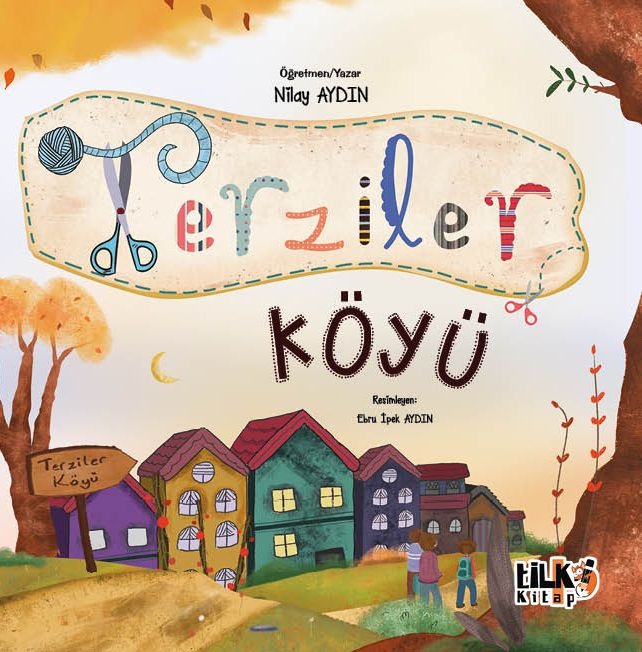 Öğretmen/Yazar
Nilay AYDIN
Terziler
KÖYÜ
Resimleyen:
Ebru İpek AYDIN
Terziler
Köyü
tilki
Kitap